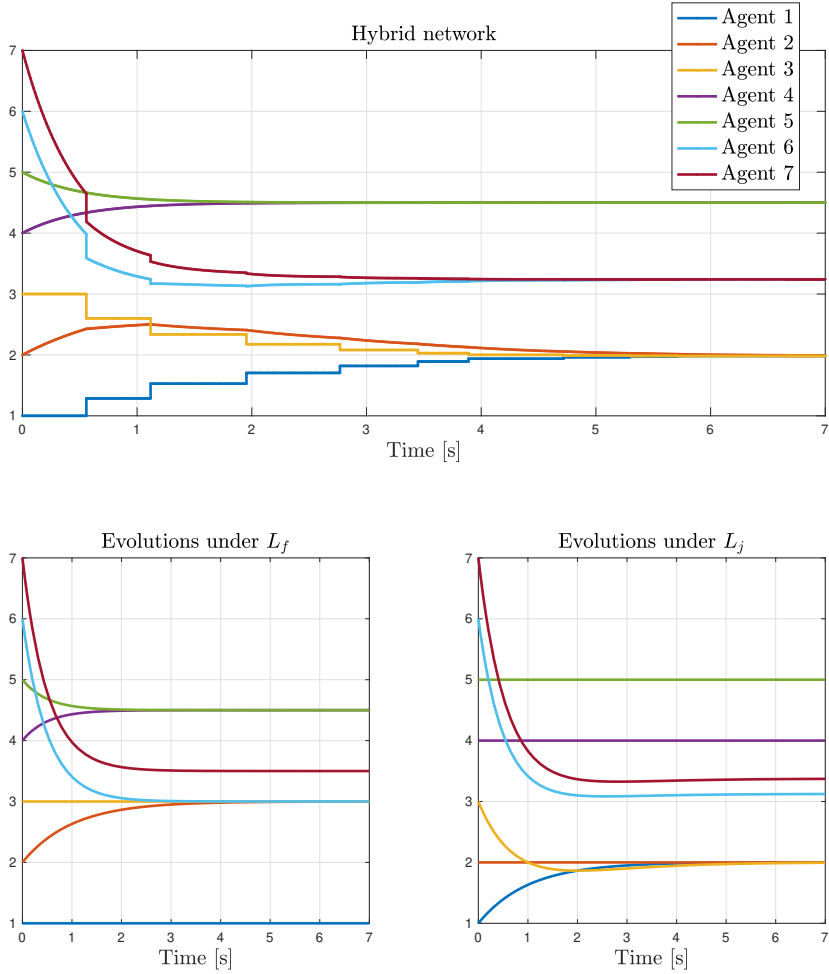 Hybrid network
Agent 1
Agent 2
Agent 3
Agent 4
Agent 5
Agent 6
Agent 7
7
6
5
4
3
2
1
0 1 2 3 4 5 6 7
Time [s]
Evolutions under L_f
7
6
5
4
3
2
1
0 1 2 3 4 5 6 7
Time [s]
Evolutions under L_j
7
6
5
4
3
2
1
0 1 2 3 4 5 6 7
Time [s]